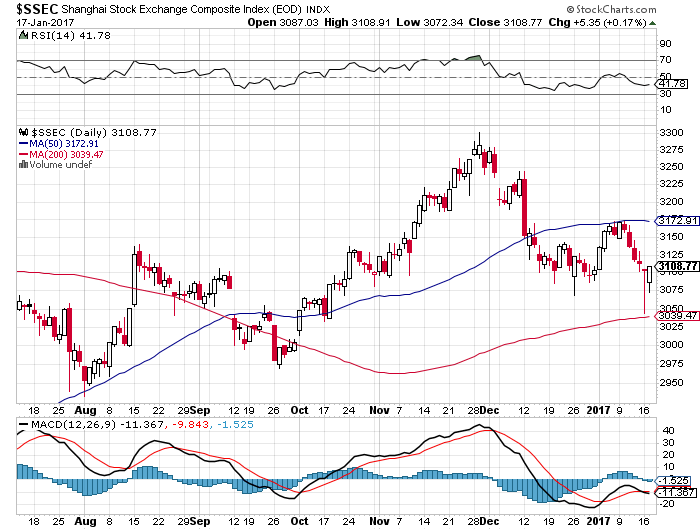 $SSEC Shanghai Stock Exchange Composite Index (EOD) INDX © StockCharts.com
17-Jan-2017 Open 3087.03 High 3108.91 Low 3072.34 Close 3108.77 Chg +5.35 (+0.17%)
RSI(14) 41.78
90
70
50
41.78
30
10
$SSEC (Daily) 3108.77
MA(50) 3172.91
MA(200) 3039.47
Volume undef
3300
3275
3250
3225
3200
3172.91
3150
3125
3108.77
3075
3050
3039.47
3025
3000
2975
2950
18 25 Aug 8 15 22 29 Sep 12 19 26 Oct 17 24 Nov 7 14 21 28 Dec 12 19 26 2017 9 16
MACD(12,26,9) -11.367, -9.843, -1.525
40
30
20
10
-1.525
-11.367
-20
18 25 Aug 8 15 22 29 Sep 12 19 26 Oct 17 24 Nov 7 14 21 28 Dec 12 19 26 2017 9 16